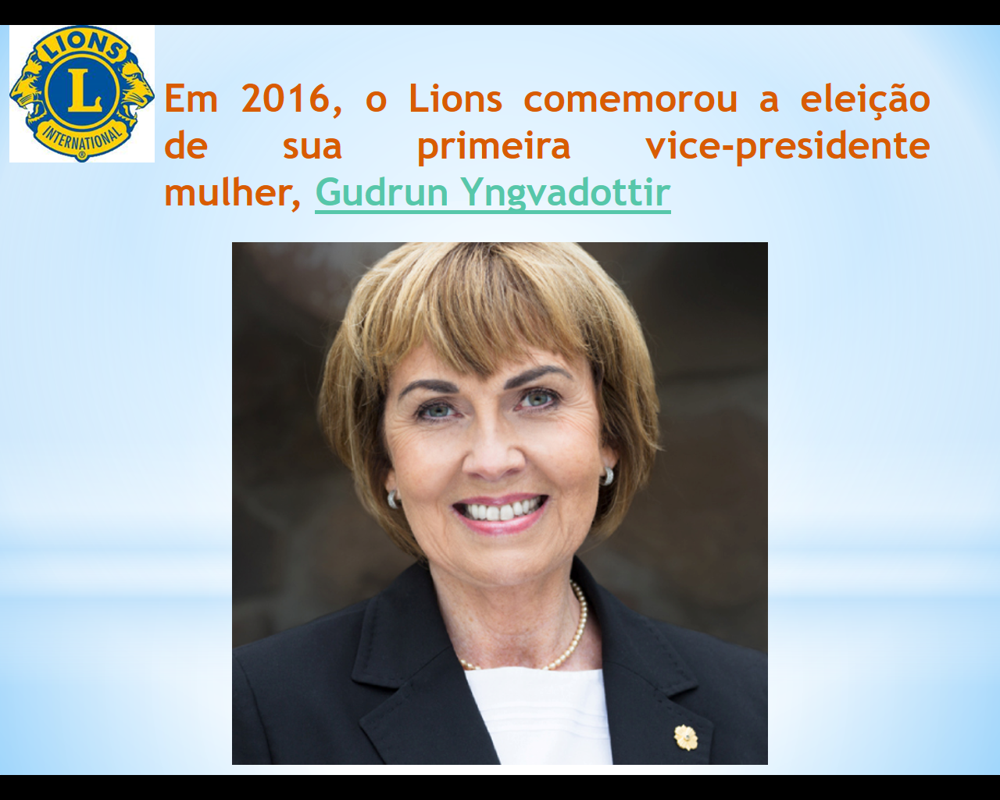 LIONS
L
INTERNATIONAL
®
Em 2016, o Lions comemorou a eleição
de sua primeira vice-presidente
mulher, Gudrun Yngvadottir